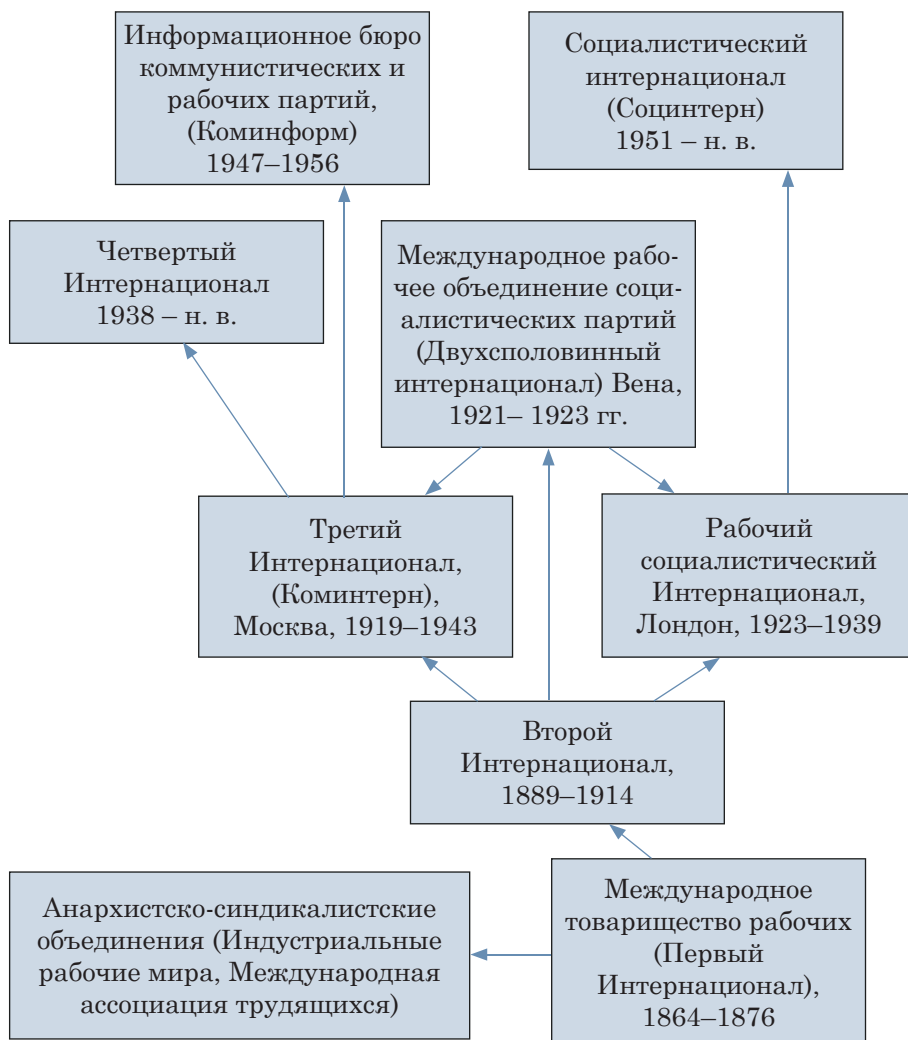 Информационное бюро
коммунистических и
рабочих партий,
(Коминформ)
1947–1956
Социалистический
интернационал
(Социнтерн)
1951 – н. в.
Четвертый
Интернационал
1938 – н. в.
Международное рабо-
чее объединение соци-
алистических партий
(Двухсполовинный
интернационал) Вена,
1921– 1923 гг.
Третий
Интернационал,
(Коминтерн),
Москва, 1919–1943
Рабочий
социалистический
Интернационал,
Лондон, 1923–1939
Второй
Интернационал,
1889–1914
Анархистско-синдикалистские
объединения (Индустриальные
рабочие мира, Международная
ассоциация трудящихся)
Международное
товарищество рабочих
(Первый
Интернационал),
1864–1876